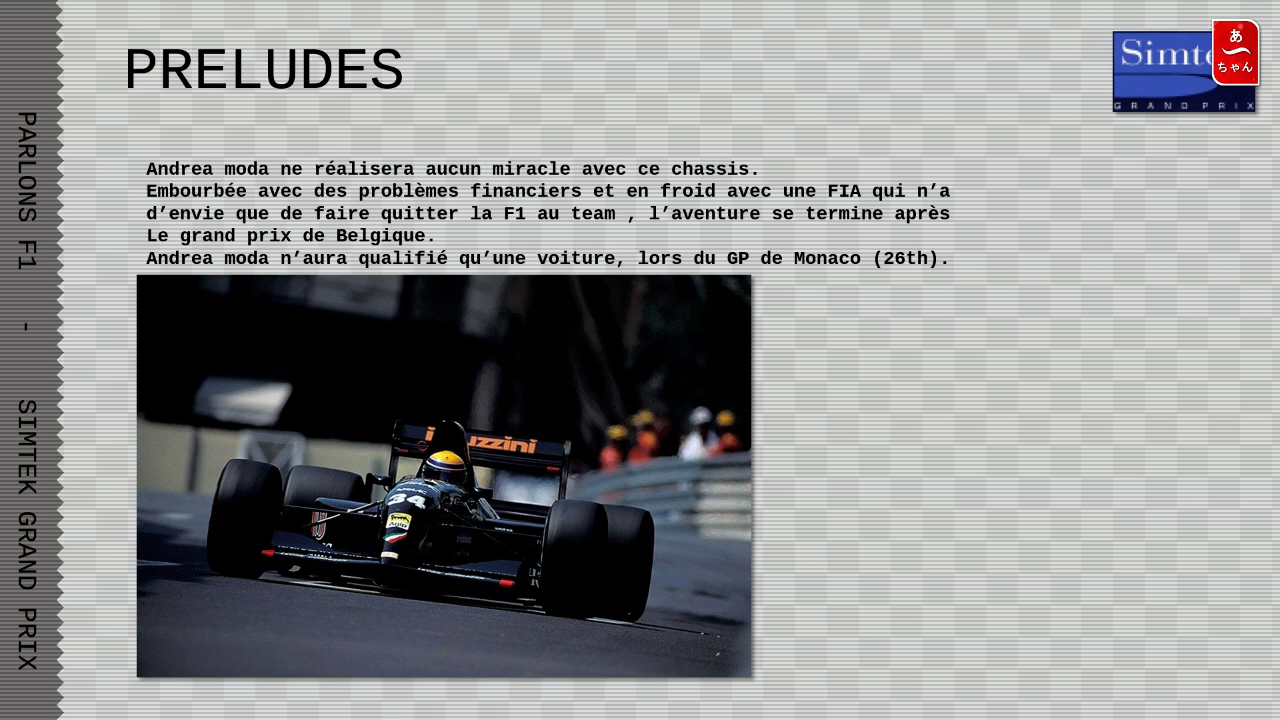 PRELUDES
Simte
GRAND PRIX
あ
ー
ちゃん
PARLONS F1 - SIMTEK GRAND PRIX
Andrea moda ne réalisera aucun miracle avec ce chassis.
Embourbée avec des problèmes financiers et en froid avec une FIA qui n’a
d’envie que de faire quitter la F1 au team , l’aventure se termine après
Le grand prix de Belgique.
Andrea moda n’aura qualifié qu’une voiture, lors du GP de Monaco (26th).
34